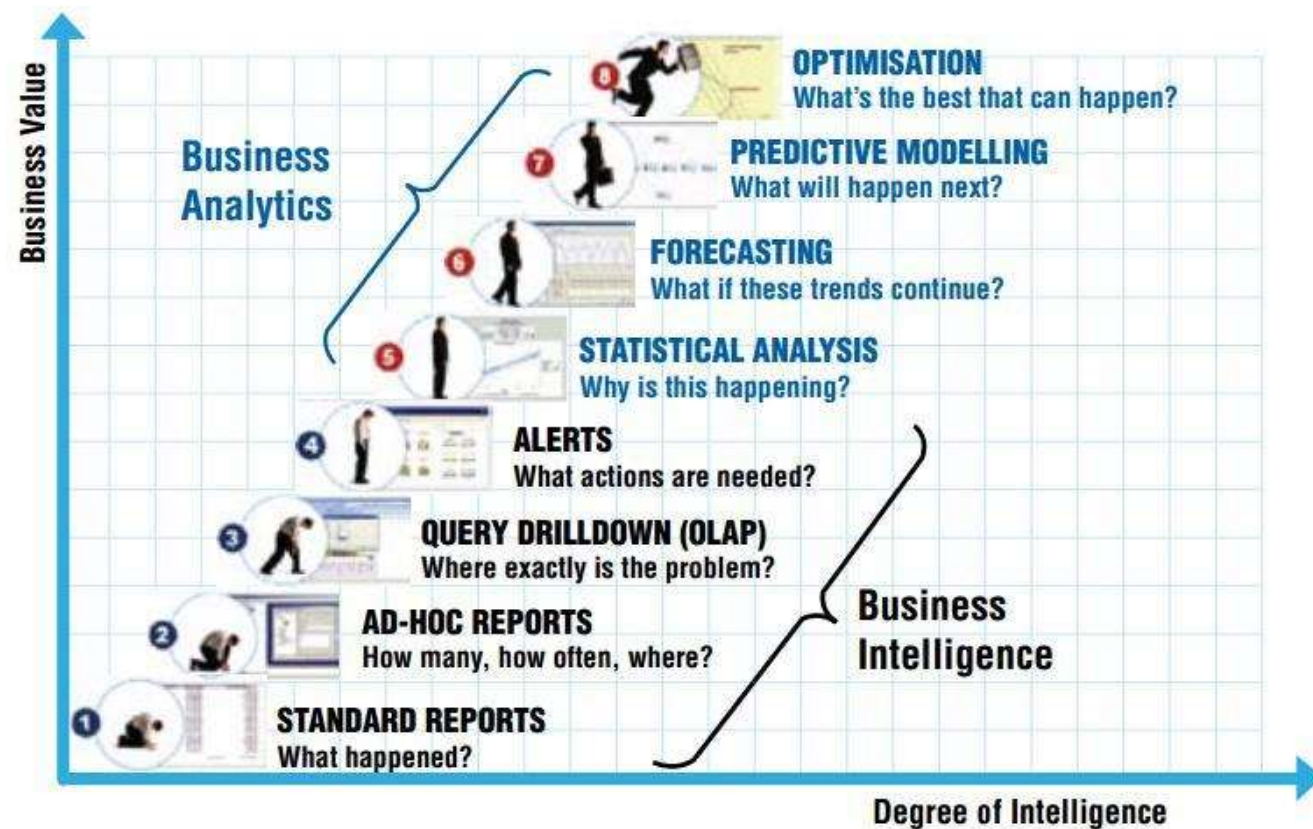 Business Value
8
OPTIMISATION
What's the best that can happen?
Business
Analytics
7
PREDICTIVE MODELLING
What will happen next?
6
FORECASTING
What if these trends continue?
5
STATISTICAL ANALYSIS
Why is this happening?
4
ALERTS
What actions are needed?
3
QUERY DRILLDOWN (OLAP)
Where exactly is the problem?
2
AD-HOC REPORTS
How many, how often, where?
Business
Intelligence
1
STANDARD REPORTS
What happened?
Degree of Intelligence